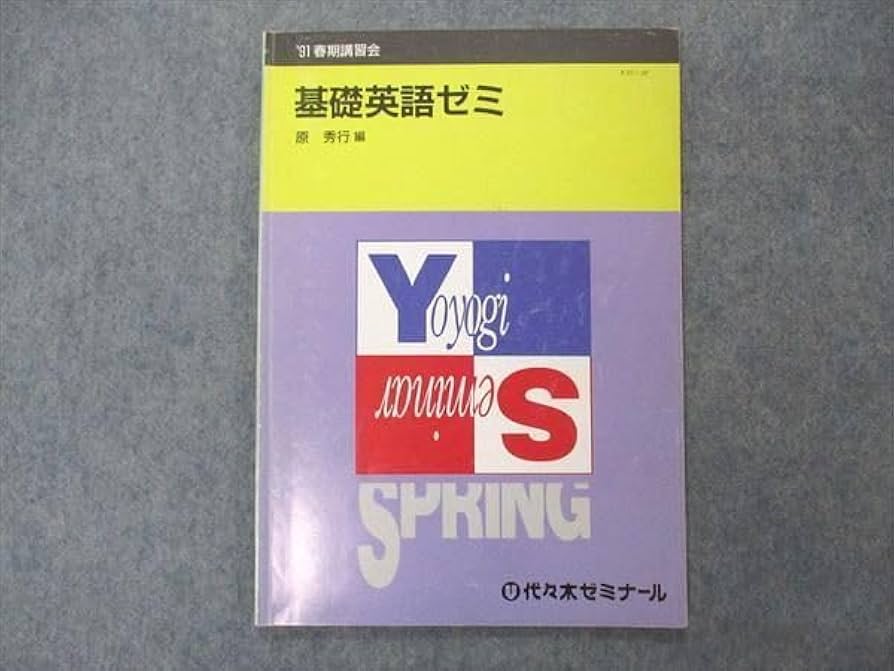 '91 春期講習会
基礎英語ゼミ
原 秀行 編
Yoyogi
Seminar
SPRING
代々木ゼミナール